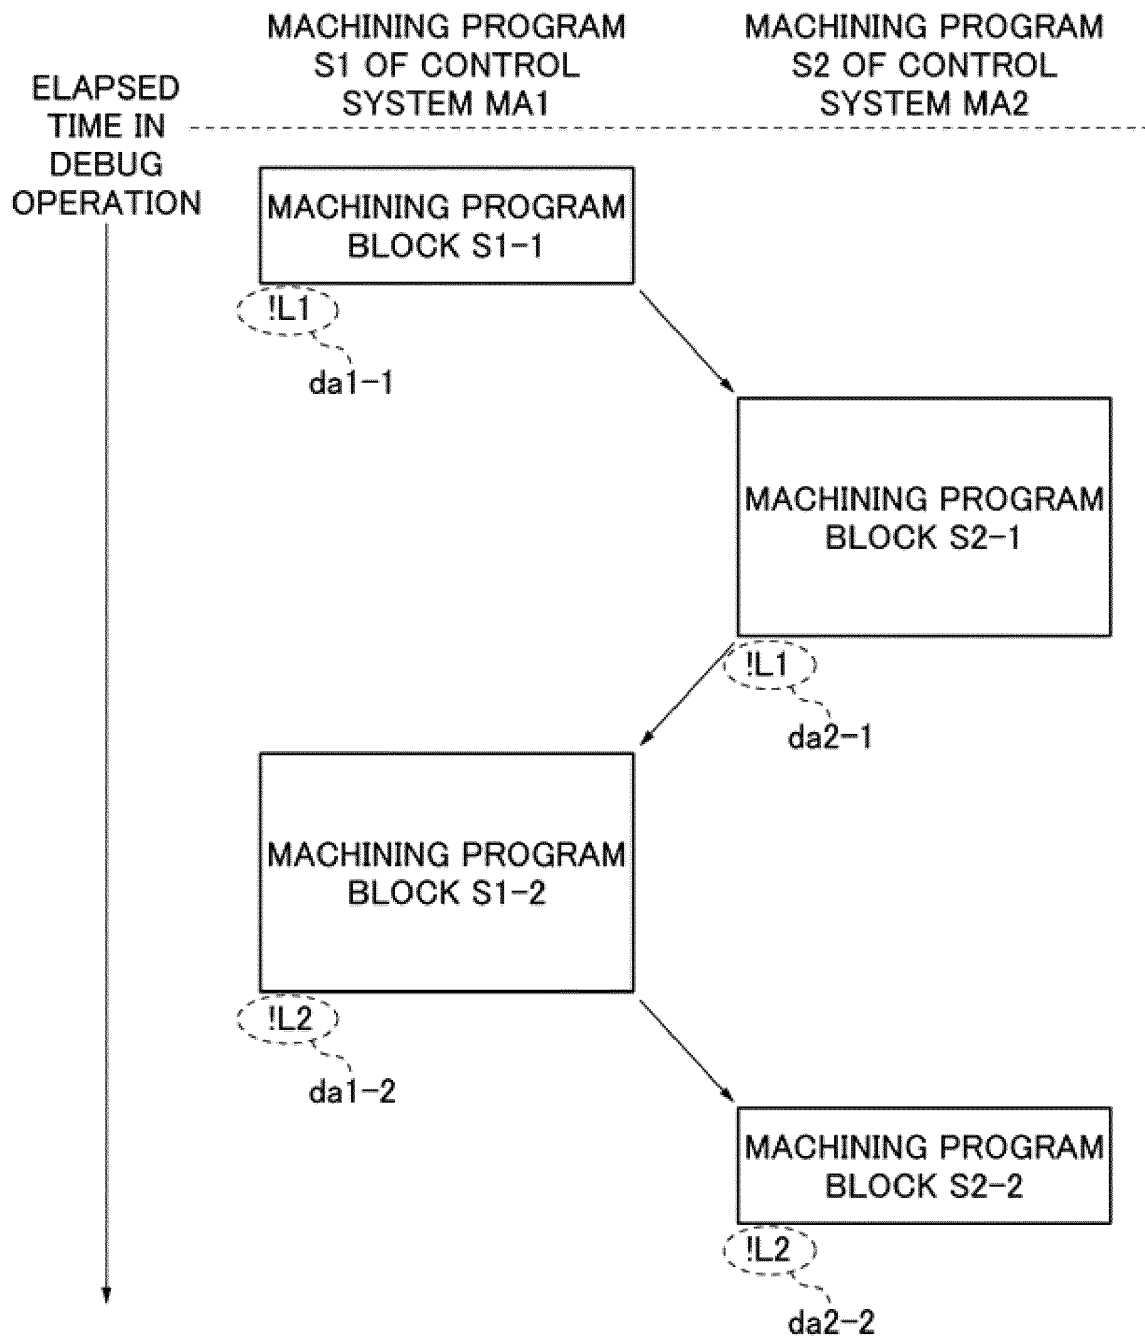 MACHINING PROGRAM
S1 OF CONTROL
SYSTEM MA1
MACHINING PROGRAM
S2 OF CONTROL
SYSTEM MA2
ELAPSED
TIME IN
DEBUG
OPERATION
MACHINING PROGRAM
BLOCK S1-1
!L1
da1-1
MACHINING PROGRAM
BLOCK S2-1
!L1
da2-1
MACHINING PROGRAM
BLOCK S1-2
!L2
da1-2
MACHINING PROGRAM
BLOCK S2-2
!L2
da2-2